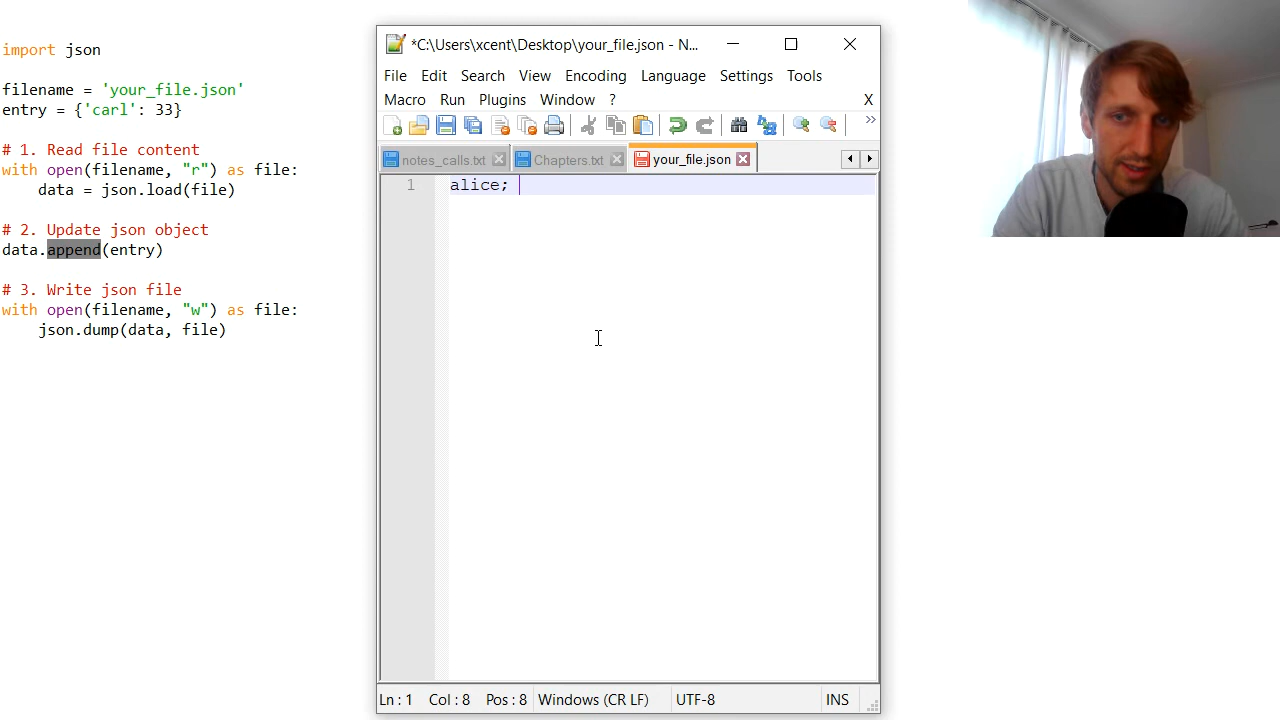 import json
filename = 'your_file.json'
entry = {'carl': 33}
# 1. Read file content
with open(filename, "r") as file:
    data = json.load(file)
# 2. Update json object
data.append(entry)
# 3. Write json file
with open(filename, "w") as file:
    json.dump(data, file)
*C:\Users\xcent\Desktop\your_file.json - N...
File Edit Search View Encoding Language Settings Tools
Macro Run Plugins Window ? X
notes_calls.txt Chapters.txt your_file.json
1 alice;
Ln : 1 Col : 8 Pos : 8 Windows (CR LF) UTF-8 INS